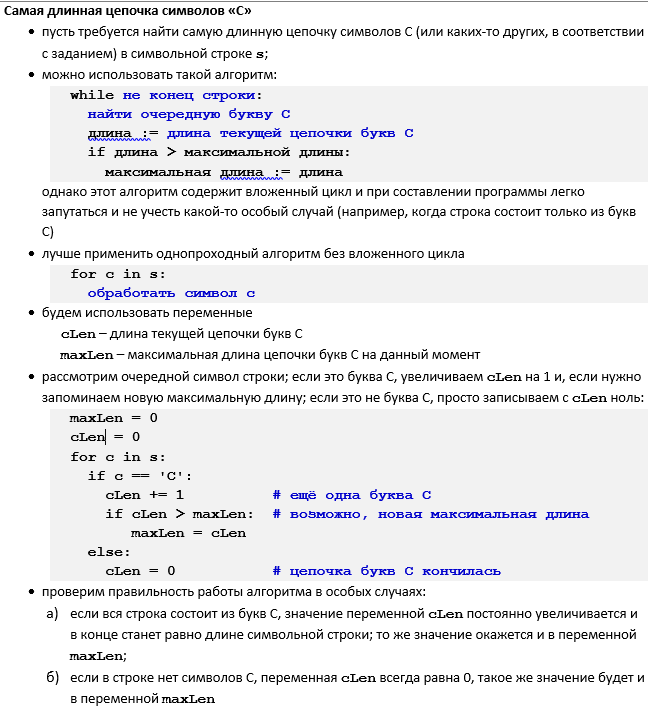 Самая длинная цепочка символов «С»
• пусть требуется найти самую длинную цепочку символов С (или каких-то других, в соответствии
с заданием) в символьной строке s;
• можно использовать такой алгоритм:
while не конец строки:
найти очередную букву С
длина := длина текущей цепочки букв С
if длина > максимальной длины:
максимальная длина := длина
однако этот алгоритм содержит вложенный цикл и при составлении программы легко
запутаться и не учесть какой-то особый случай (например, когда строка состоит только из букв
С)
• лучше применить однопроходный алгоритм без вложенного цикла
for c in s:
обработать символ c
• будем использовать переменные
cLen – длина текущей цепочки букв С
maxLen – максимальная длина цепочки букв С на данный момент
• рассмотрим очередной символ строки; если это буква С, увеличиваем cLen на 1 и, если нужно
запоминаем новую максимальную длину; если это не буква С, просто записываем с cLen ноль:
maxLen = 0
cLen = 0
for c in s:
if c == 'C':
cLen += 1 # ещё одна буква C
if cLen > maxLen: # возможно, новая максимальная длина
maxLen = cLen
else:
cLen = 0 # цепочка букв C кончилась
• проверим правильность работы алгоритма в особых случаях:
а) если вся строка состоит из букв С, значение переменной cLen постоянно увеличивается и
в конце станет равно длине символьной строки; то же значение окажется и в переменной
maxLen;
б) если в строке нет символов С, переменная cLen всегда равна 0, такое же значение будет и
в переменной maxLen